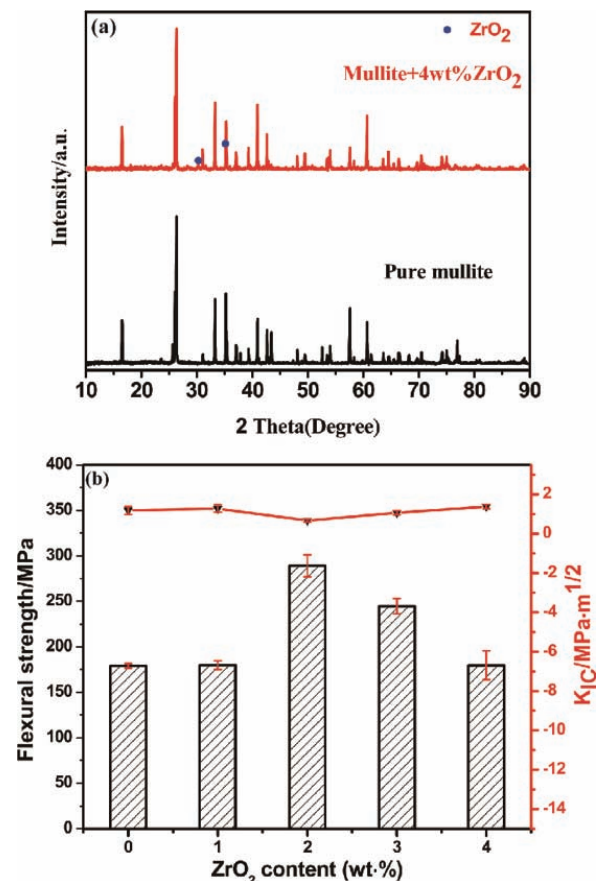 (a)
ZrO2
Mullite+4wt%ZrO2
Pure mullite
Intensity/a.u.
10 20 30 40 50 60 70 80 90
2 Theta(Degree)
(b)
400
350
300
250
200
150
100
50
0
Flexural strength/MPa
2
0
-2
-4
-6
-8
-10
-12
-14
KIC/MPa·m1/2
0 1 2 3 4
ZrO2 content (wt·%)